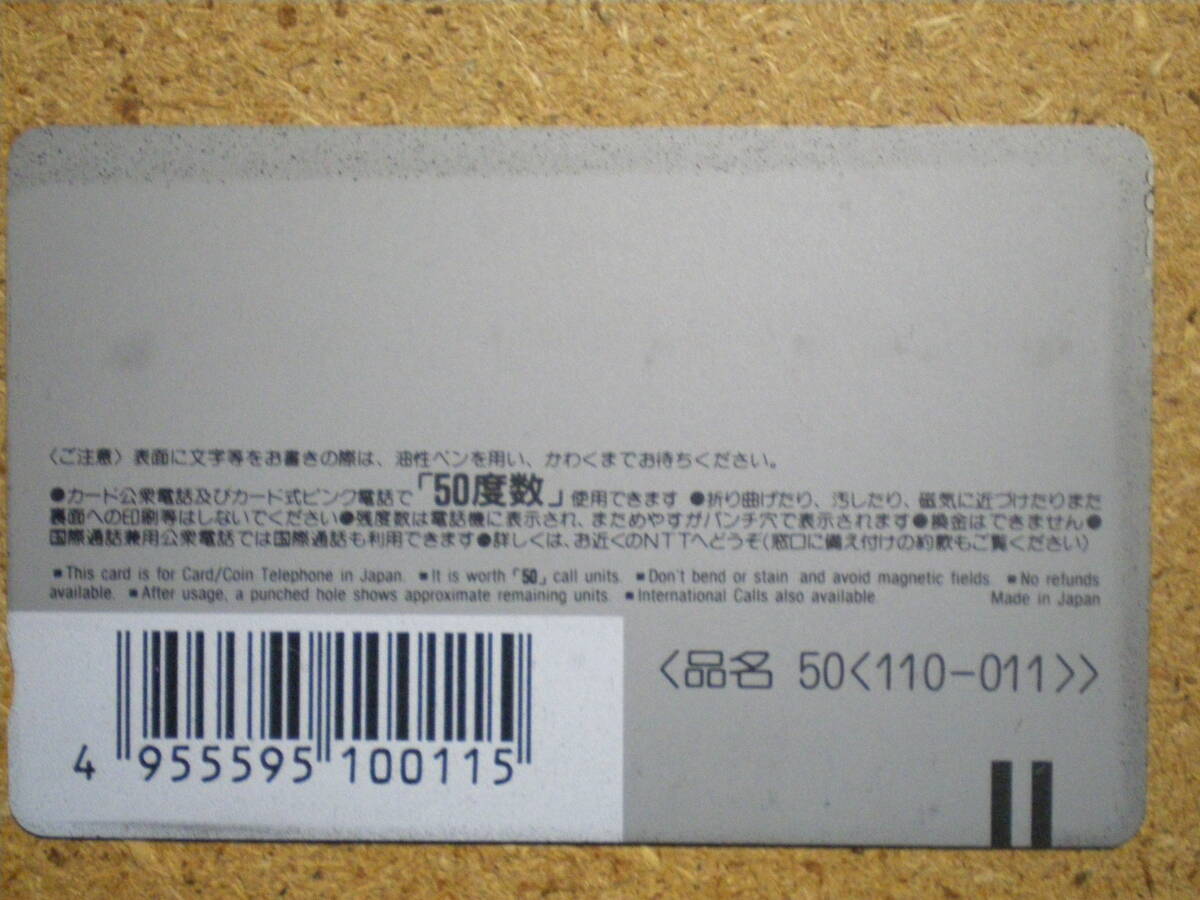 〈ご注意〉表面に文字等をお書きの際は、油性ペンを用い、かわくまでお待ちください。
●カード公衆電話及びカード式ピンク電話で「50度数」使用できます ●折り曲げたり、汚したり、磁気に近づけたりまた
裏面への印刷等はしないでください●残度数は電話機に表示され、まためやすがパンチ穴で表示されます●換金はできません●
国際通話兼用公衆電話では国際通話も利用できます●詳しくは、お近くのNTTへどうぞ(窓口に備え付けの約款もご覧ください)
■This card is for Card/Coin Telephone in Japan. ■It is worth「50」call units. ■Don't bend or stain and avoid magnetic fields. ■No refunds
available. ■After usage, a punched hole shows approximate remaining units. ■International Calls also available. Made in Japan
〈品名 50〈110-011〉〉
4 955595 100115